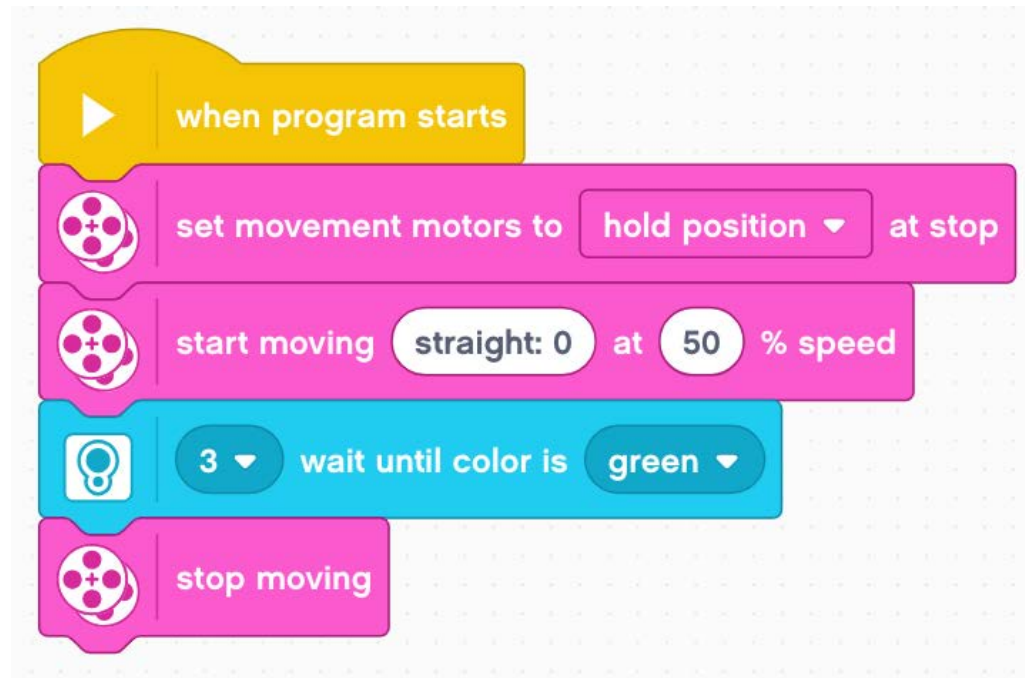 when program starts
set movement motors to hold position at stop
start moving straight: 0 at 50 % speed
3 wait until color is green
stop moving